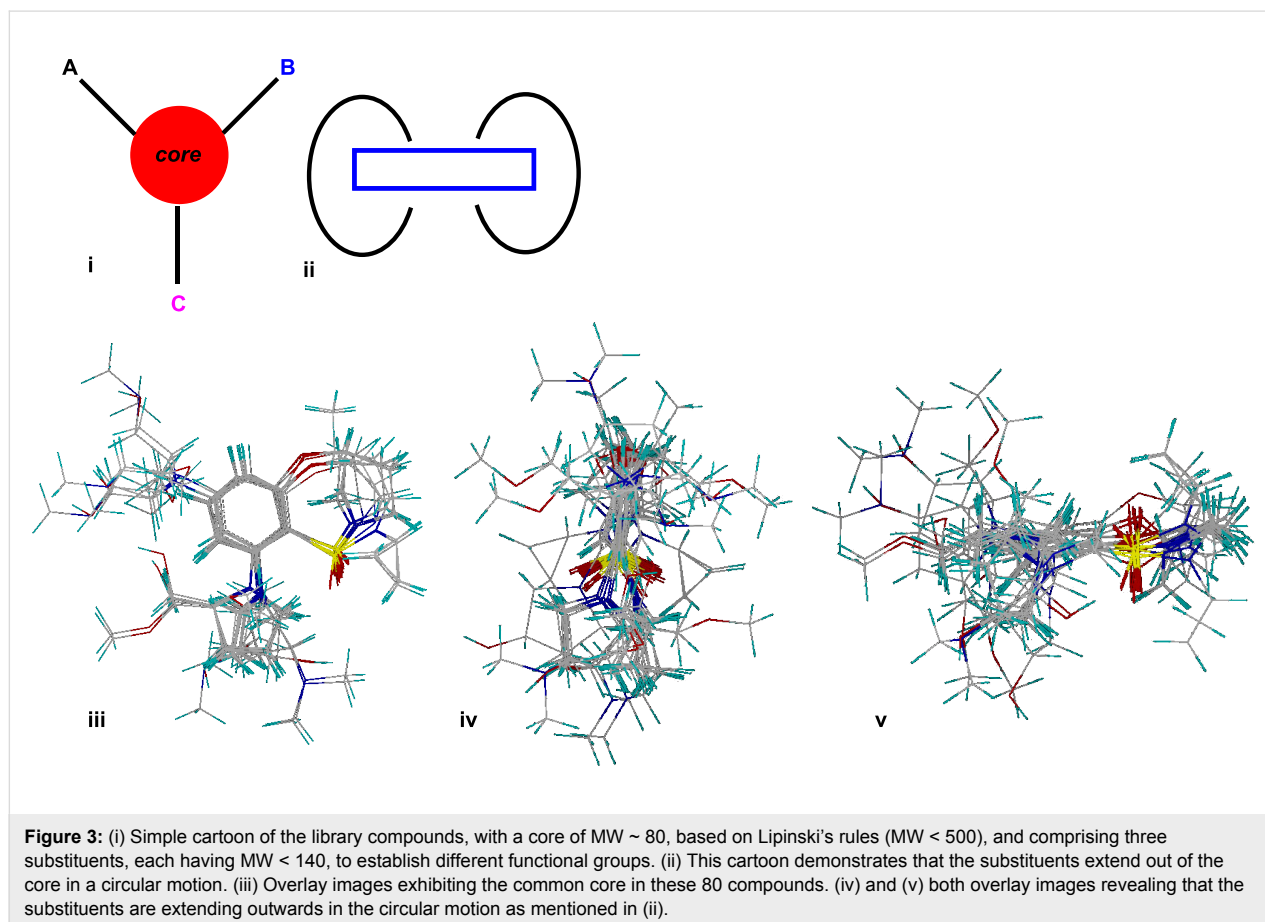 A
B
core
i
ii
C
iii
iv
v
Figure 3: (i) Simple cartoon of the library compounds, with a core of MW ~ 80, based on Lipinski’s rules (MW < 500), and comprising three
substituents, each having MW < 140, to establish different functional groups. (ii) This cartoon demonstrates that the substituents extend out of the
core in a circular motion. (iii) Overlay images exhibiting the common core in these 80 compounds. (iv) and (v) both overlay images revealing that the
substituents are extending outwards in the circular motion as mentioned in (ii).